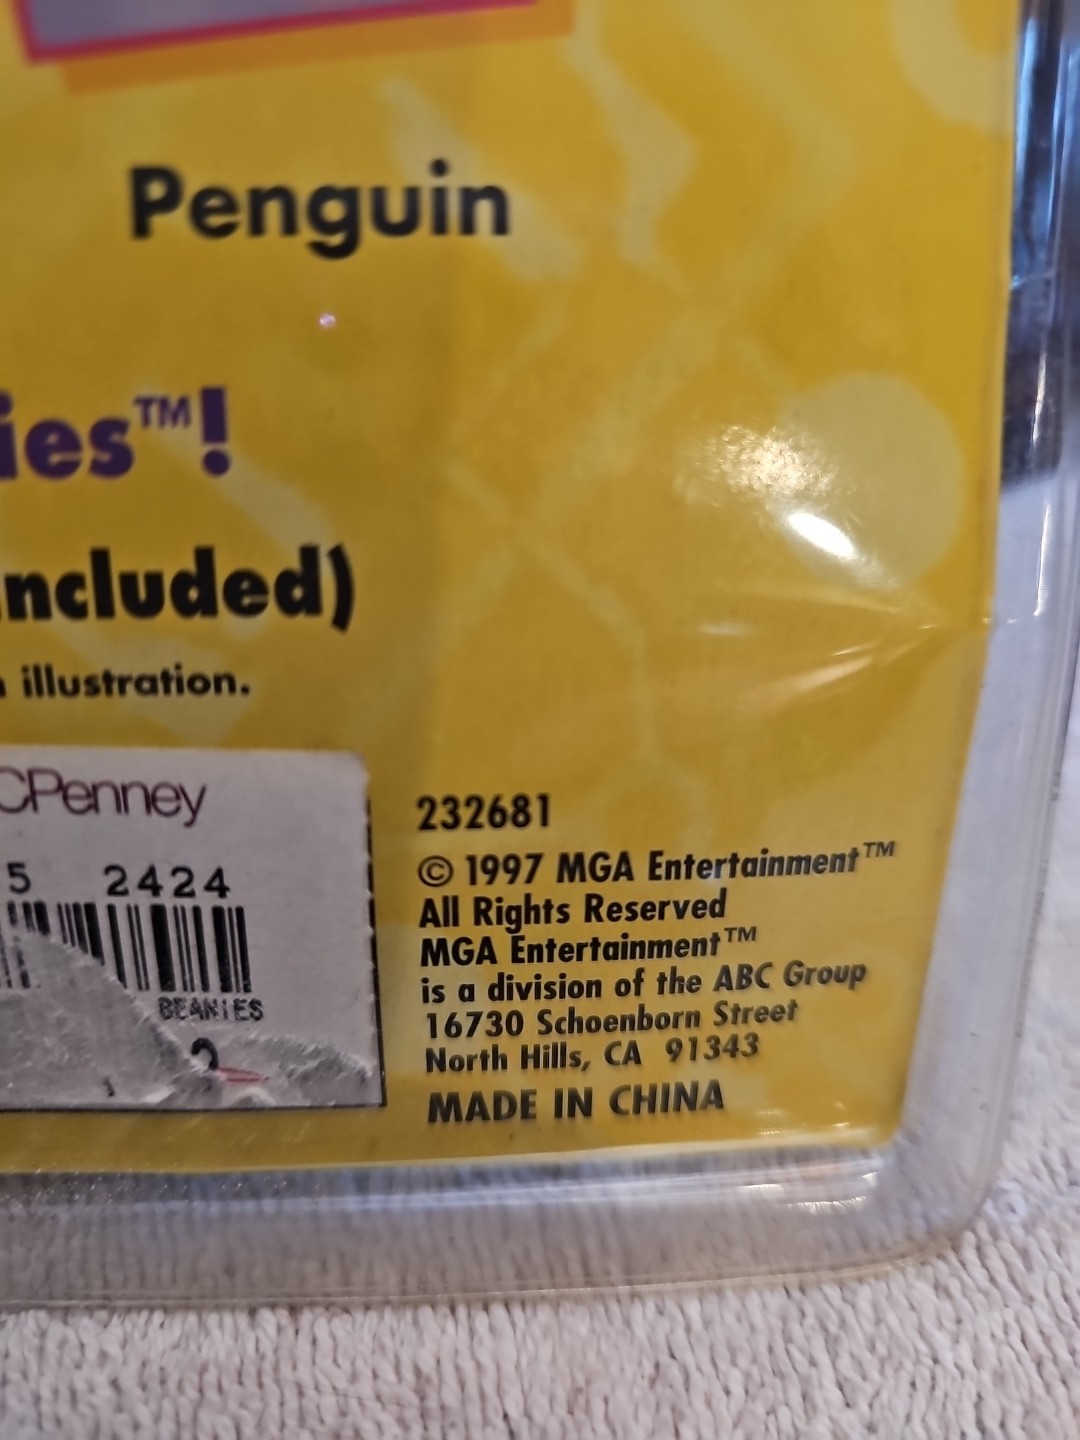 Penguin
ies™!
ncluded)
illustration.
CPenney
5 2424
BEANIES
232681
© 1997 MGA Entertainment™
All Rights Reserved
MGA Entertainment™
is a division of the ABC Group
16730 Schoenborn Street
North Hills, CA 91343
MADE IN CHINA